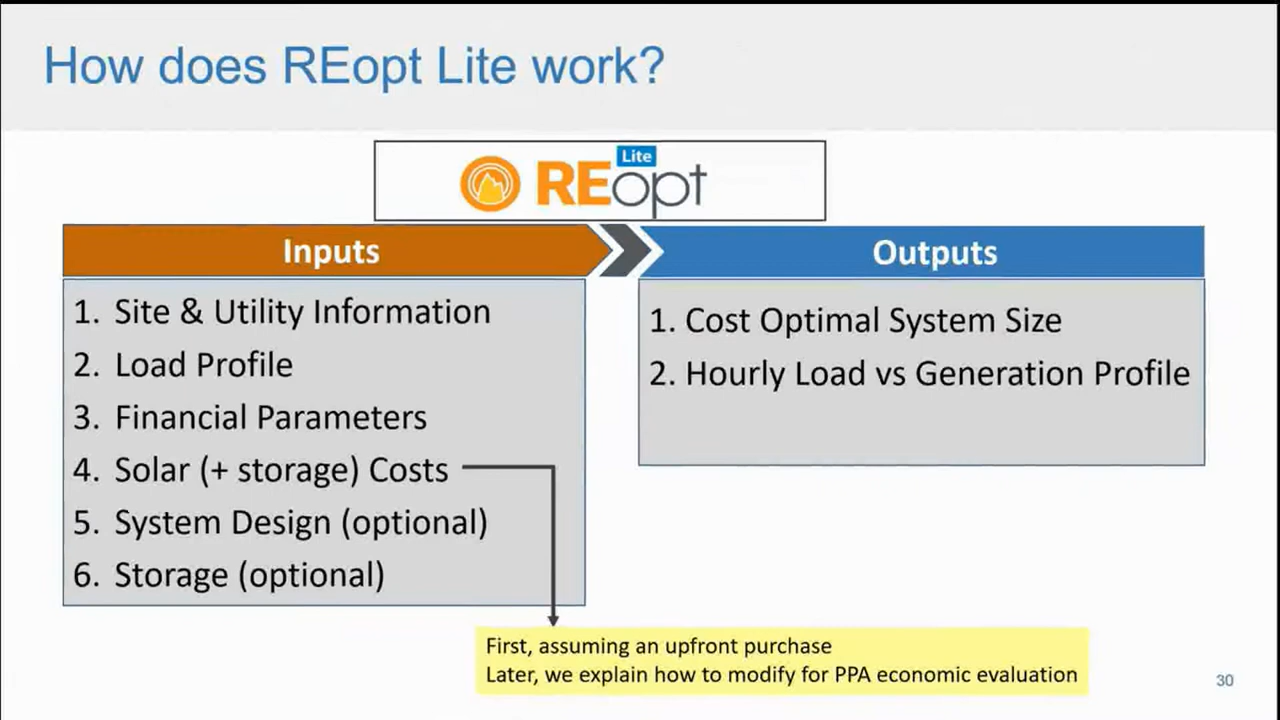 How does REopt Lite work?
Lite
REopt
Inputs
1. Site & Utility Information
2. Load Profile
3. Financial Parameters
4. Solar (+ storage) Costs
5. System Design (optional)
6. Storage (optional)
Outputs
1. Cost Optimal System Size
2. Hourly Load vs Generation Profile
First, assuming an upfront purchase
Later, we explain how to modify for PPA economic evaluation
30